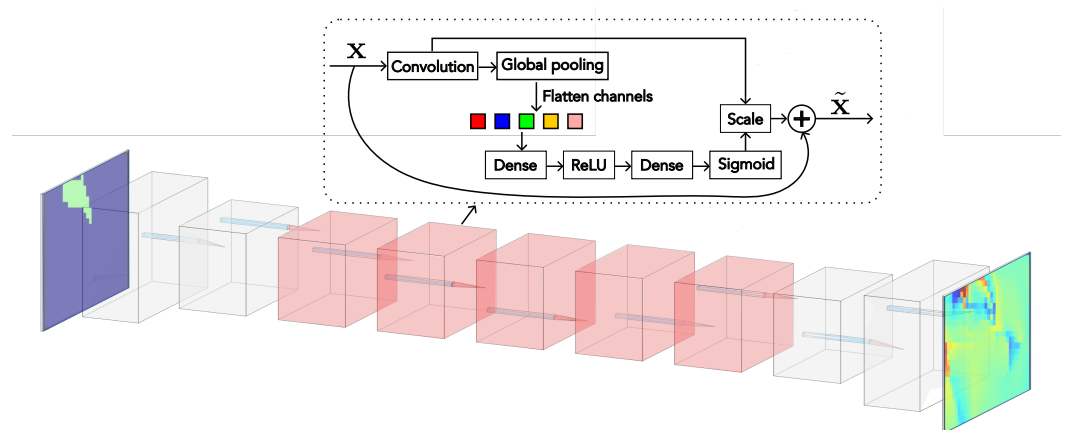 x
Convolution
Global pooling
Flatten channels
Scale
+
x̃
Dense
ReLU
Dense
Sigmoid